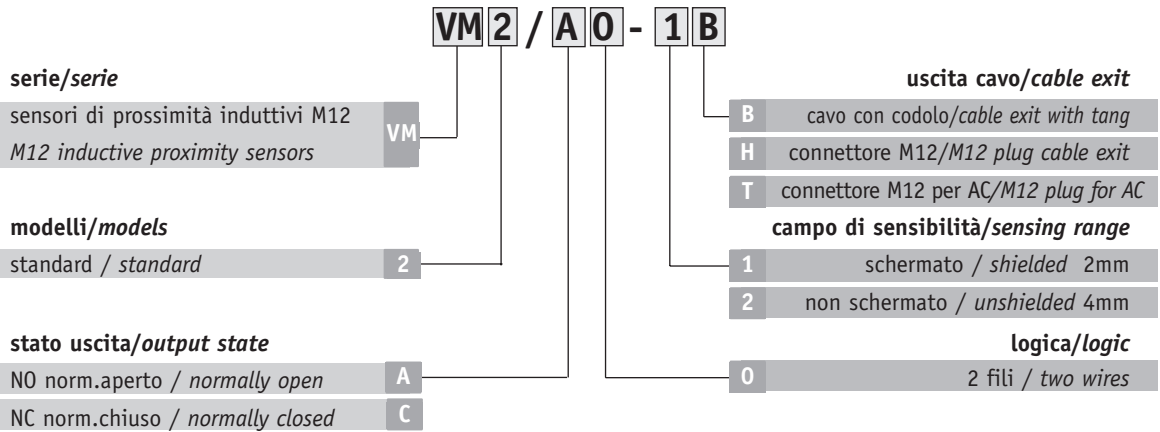 VM2/A0-1B
serie/serie
sensori di prossimità induttivi M12
M12 inductive proximity sensors
VM
modelli/models
standard / standard
2
stato uscita/output state
NO norm.aperto / normally open
A
NC norm.chiuso / normally closed
C
uscita cavo/cable exit
B cavo con codolo/cable exit with tang
H connettore M12/M12 plug cable exit
T connettore M12 per AC/M12 plug for AC
campo di sensibilità/sensing range
1 schermato / shielded 2mm
2 non schermato / unshielded 4mm
logica/logic
0 2 fili / two wires